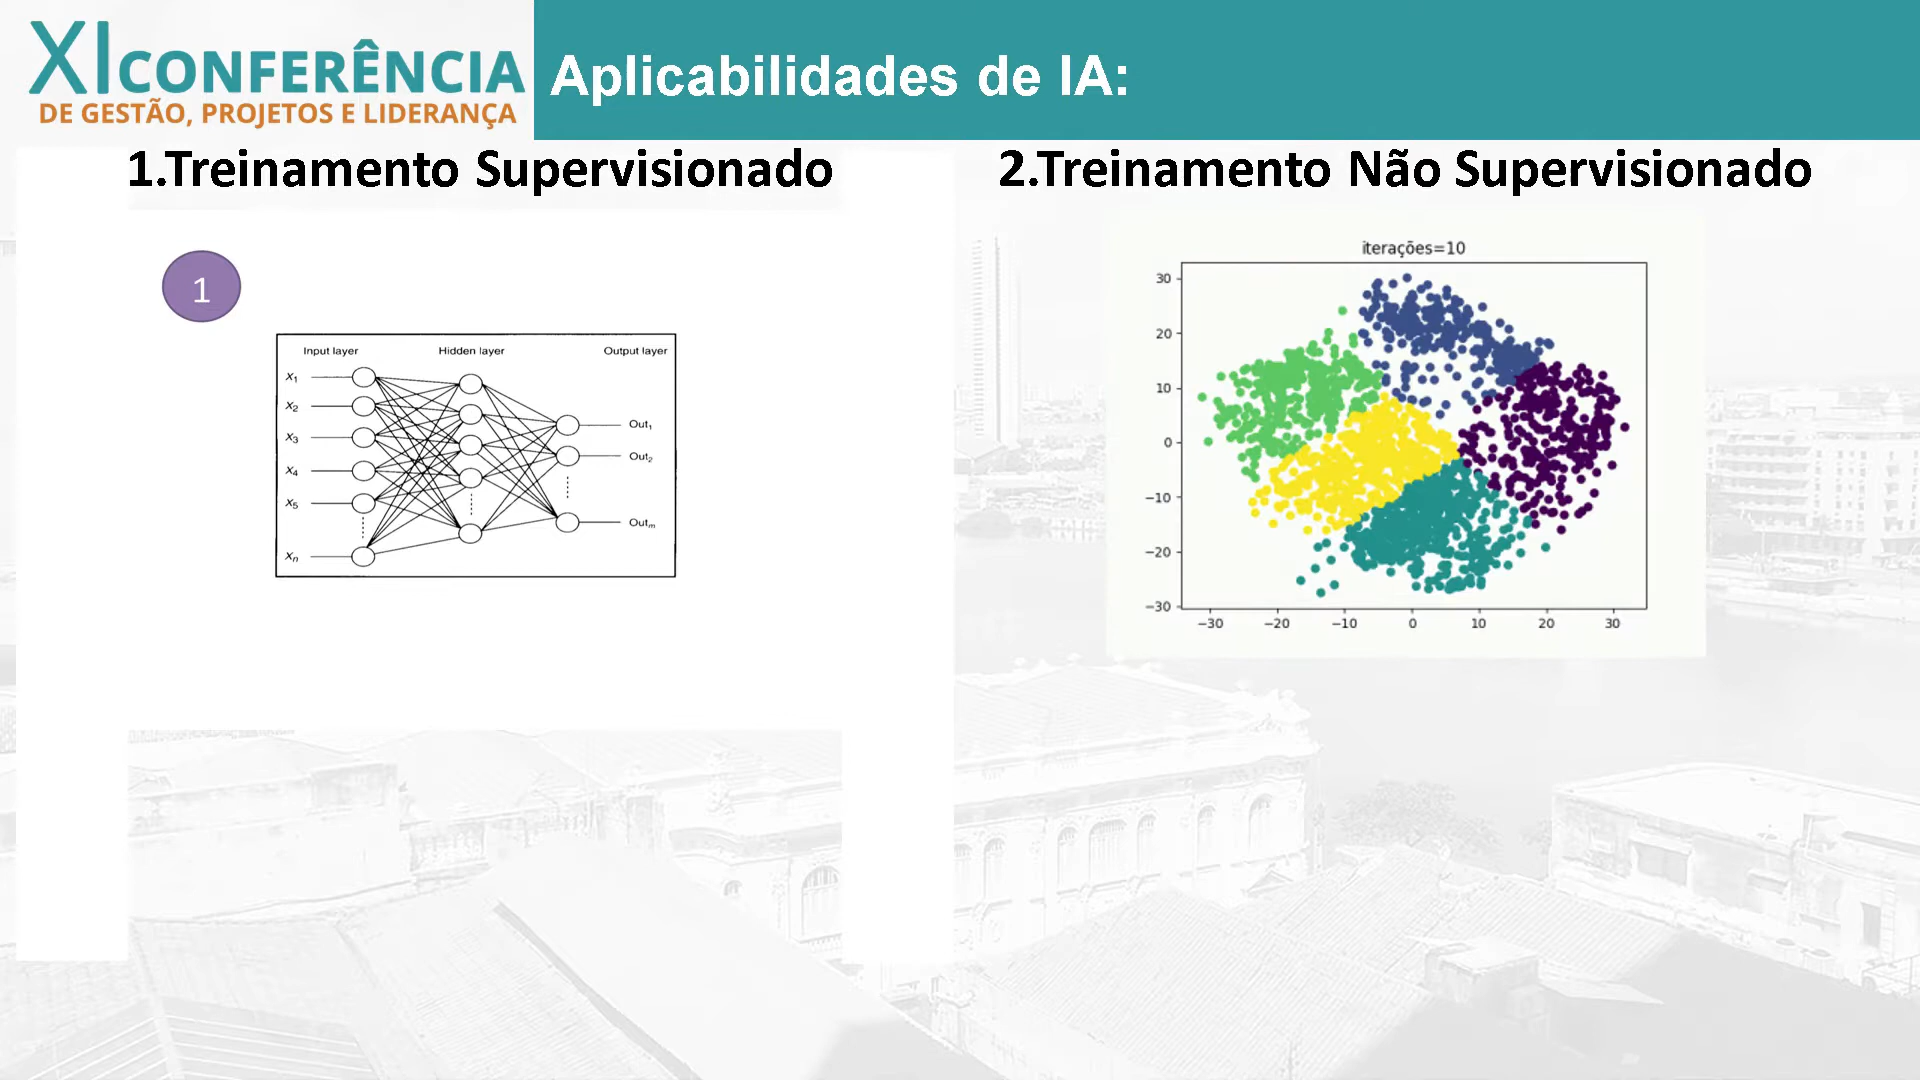 XI CONFERÊNCIA
DE GESTÃO, PROJETOS E LIDERANÇA
Aplicabilidades de IA:
1.Treinamento Supervisionado
1
Input layer Hidden layer Output layer
X1
X2
X3
X4
X5
Xn
Out1
Out2
Outm
2.Treinamento Não Supervisionado
iterações=10
30
20
10
0
−10
−20
−30
−30 −20 −10 0 10 20 30